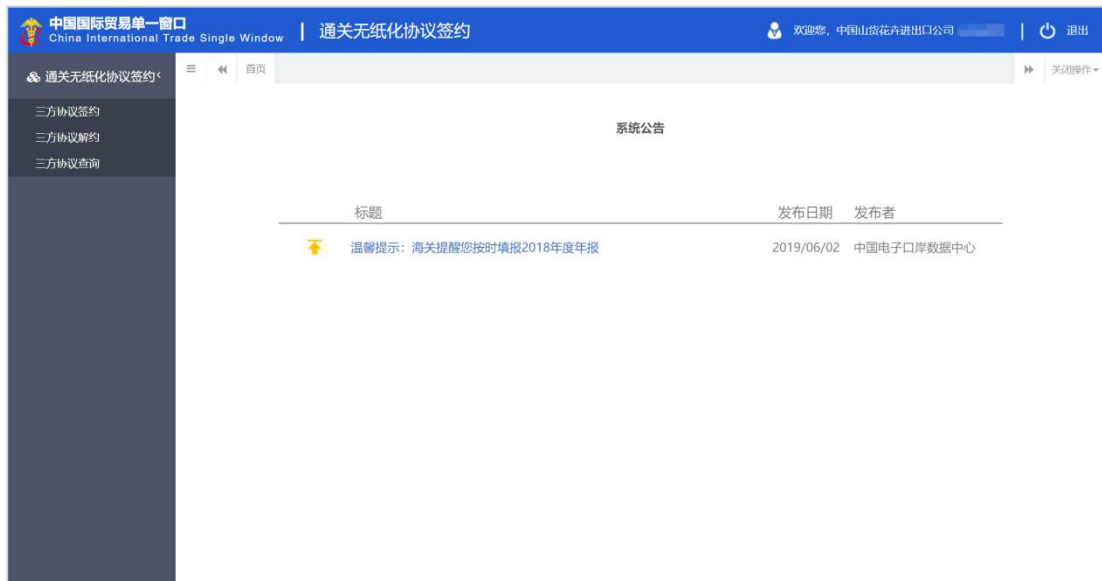 中国国际贸易单一窗口
China International Trade Single Window
通关无纸化协议签约
欢迎您，中国山货花卉进出口公司
退出
通关无纸化协议签约
首页
关闭操作
三方协议签约
三方协议解约
三方协议查询
系统公告
标题 发布日期 发布者
温馨提示：海关提醒您按时填报2018年度年报 2019/06/02 中国电子口岸数据中心